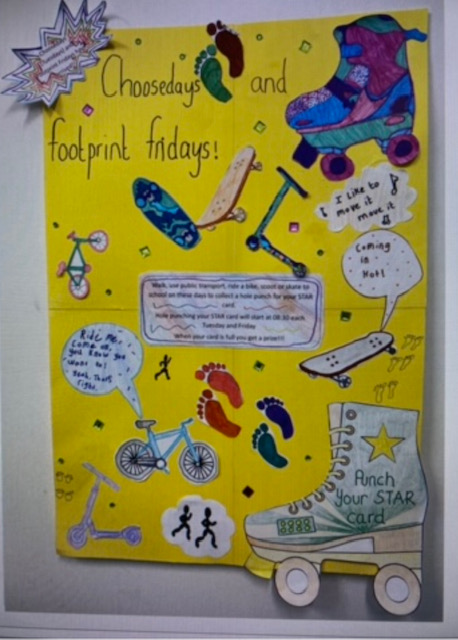 Choosedays and
footprint fridays!
I Like to
move it
move it
Coming
in
Hot!
Walk, use public transport, ride a bike, scoot or skate to
school on these days to collect a hole punch for your STAR
card.
Hole punching your STAR card will start at 08:30 each
Tuesday and Friday
When your card is full you get a prize!!!
Ride Me,
Come on,
you know you
want to!
Yeah, that's
right.
Punch
Your STAR
card